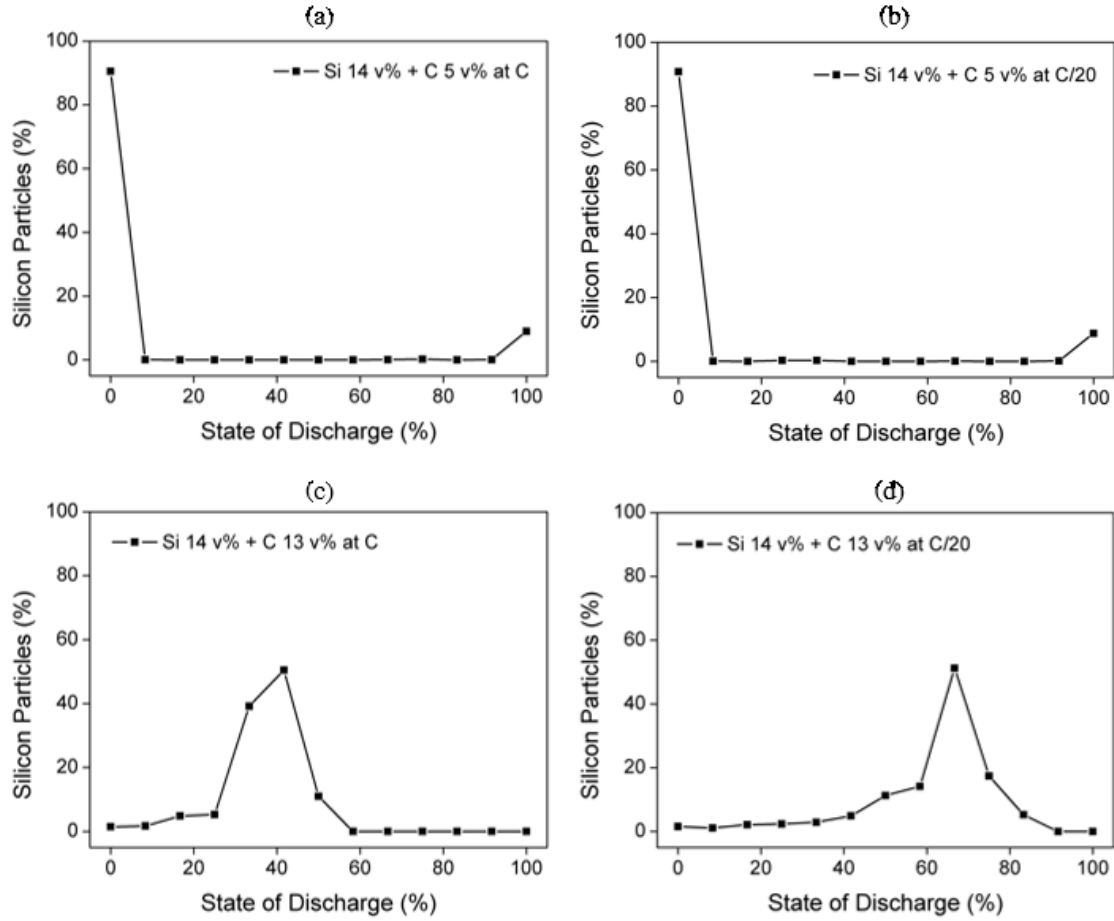 (a)
100
80
60
40
20
0
Silicon Particles (%)
Si 14 v% + C 5 v% at C
0 20 40 60 80 100
State of Discharge (%)
(b)
100
80
60
40
20
0
Silicon Particles (%)
Si 14 v% + C 5 v% at C/20
0 20 40 60 80 100
State of Discharge (%)
(c)
100
80
60
40
20
0
Silicon Particles (%)
Si 14 v% + C 13 v% at C
0 20 40 60 80 100
State of Discharge (%)
(d)
100
80
60
40
20
0
Silicon Particles (%)
Si 14 v% + C 13 v% at C/20
0 20 40 60 80 100
State of Discharge (%)